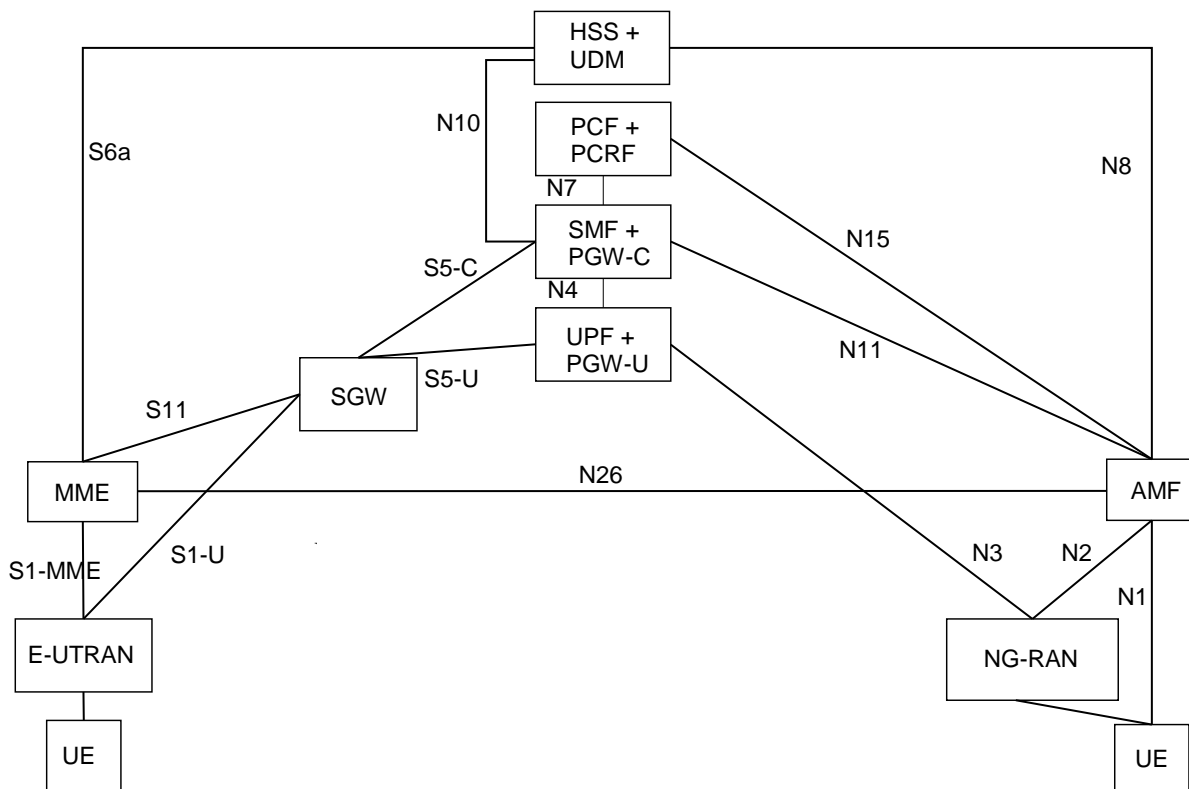 HSS +
UDM
N10
PCF +
PCRF
S6a
N8
N7
SMF +
PGW-C
N15
S5-C
N4
UPF +
PGW-U
N11
S5-U
SGW
S11
N26
MME
AMF
S1-U
N3
N2
S1-MME
N1
E-UTRAN
NG-RAN
UE
UE